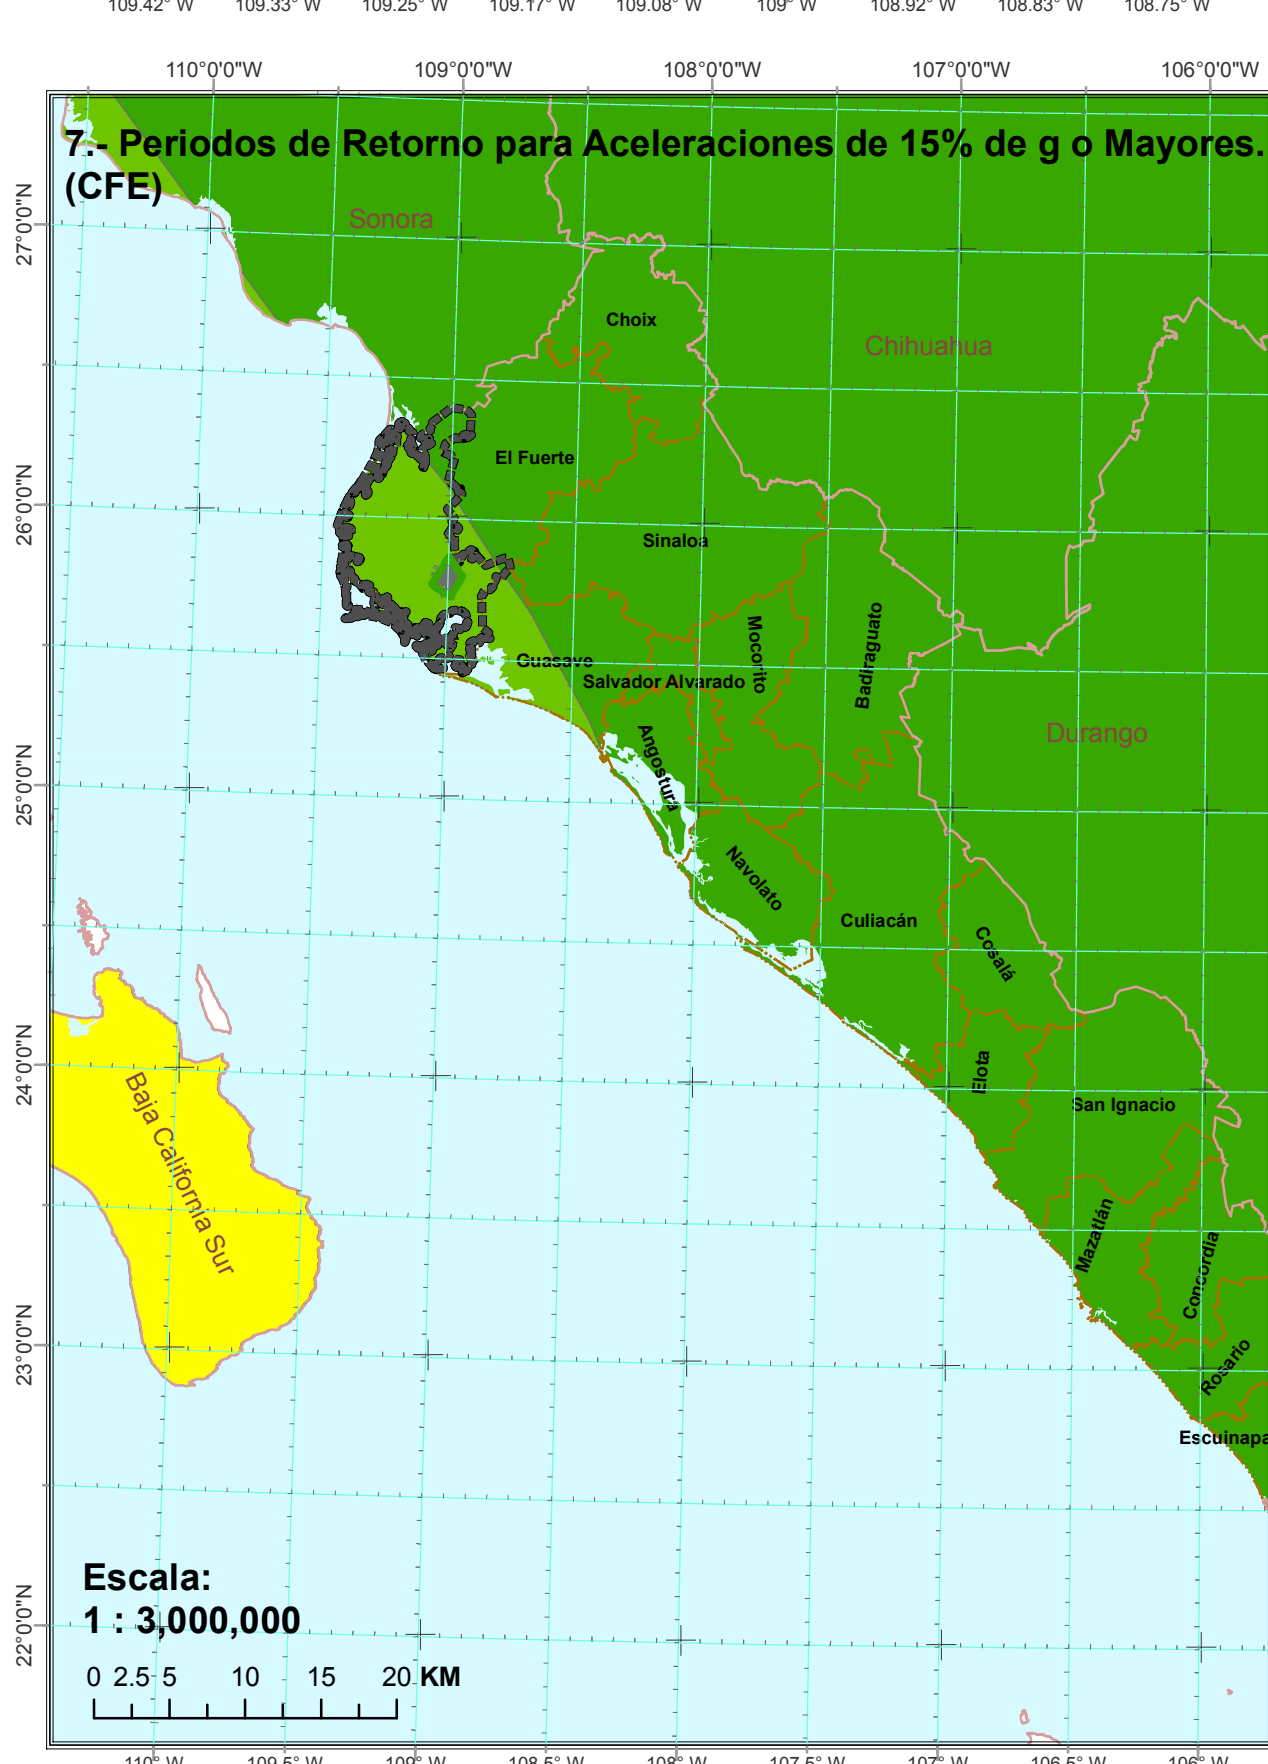 109.42° W 109.33° W 109.25° W 109.17° W 109.08° W 109° W 108.92° W 108.83° W 108.75° W
110°0'0"W 109°0'0"W 108°0'0"W 107°0'0"W 106°0'0"W
7.- Periodos de Retorno para Aceleraciones de 15% de g o Mayores.
(CFE)
Sonora
27°0'0"N
Choix
Chihuahua
El Fuerte
26°0'0"N
Sinaloa
Mocorito
Badiraguato
Guasave
Salvador Alvarado
Durango
Angostura
25°0'0"N
Navolato
Culiacán
Cosalá
24°0'0"N
Elota
Baja California Sur
San Ignacio
Mazatlán
Concordia
23°0'0"N
Rosario
Escuinapa
Escala:
1 : 3,000,000
22°0'0"N
0 2.5 5 10 15 20 KM
110° W 109.5° W 109° W 108.5° W 108° W 107.5° W 107° W 106.5° W 106° W